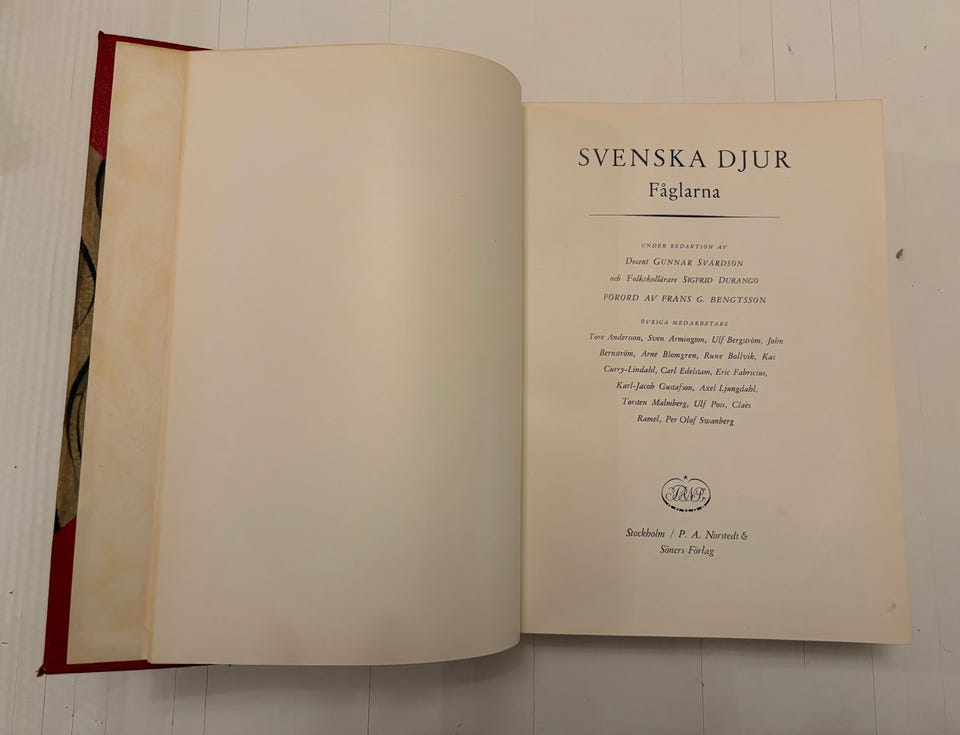 SVENSKA DJUR
Fåglarna
UNDER REDAKTION AV
Docent GUNNAR SVÄRDSON
och Folkskollärare SIGFRID DURANGO
FÖRORD AV FRANS G. BENGTSSON
ÖVRIGA MEDARBETARE
Tore Andersson, Sven Armington, Ulf Bergström, John
Bernström, Arne Blomgren, Rune Bollvik, Kai
Curry-Lindahl, Carl Edelstam, Eric Fabricius,
Karl-Jacob Gustafson, Axel Ljungdahl,
Torsten Malmberg, Ulf Poss, Claës
Ramel, Per Olof Swanberg
Stockholm / P. A. Norstedt &
Söners Förlag